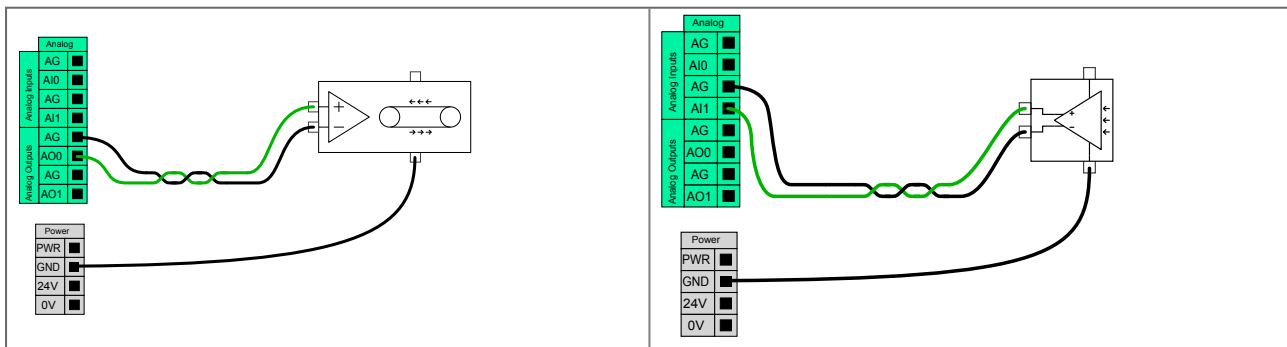 Analog
Analog Inputs
AG
AI0
AG
AI1
Analog Outputs
AG
AO0
AG
AO1
+
−
←←←
→→→
Power
PWR
GND
24V
0V
Analog
Analog Inputs
AG
AI0
AG
AI1
Analog Outputs
AG
AO0
AG
AO1
+
−
Power
PWR
GND
24V
0V